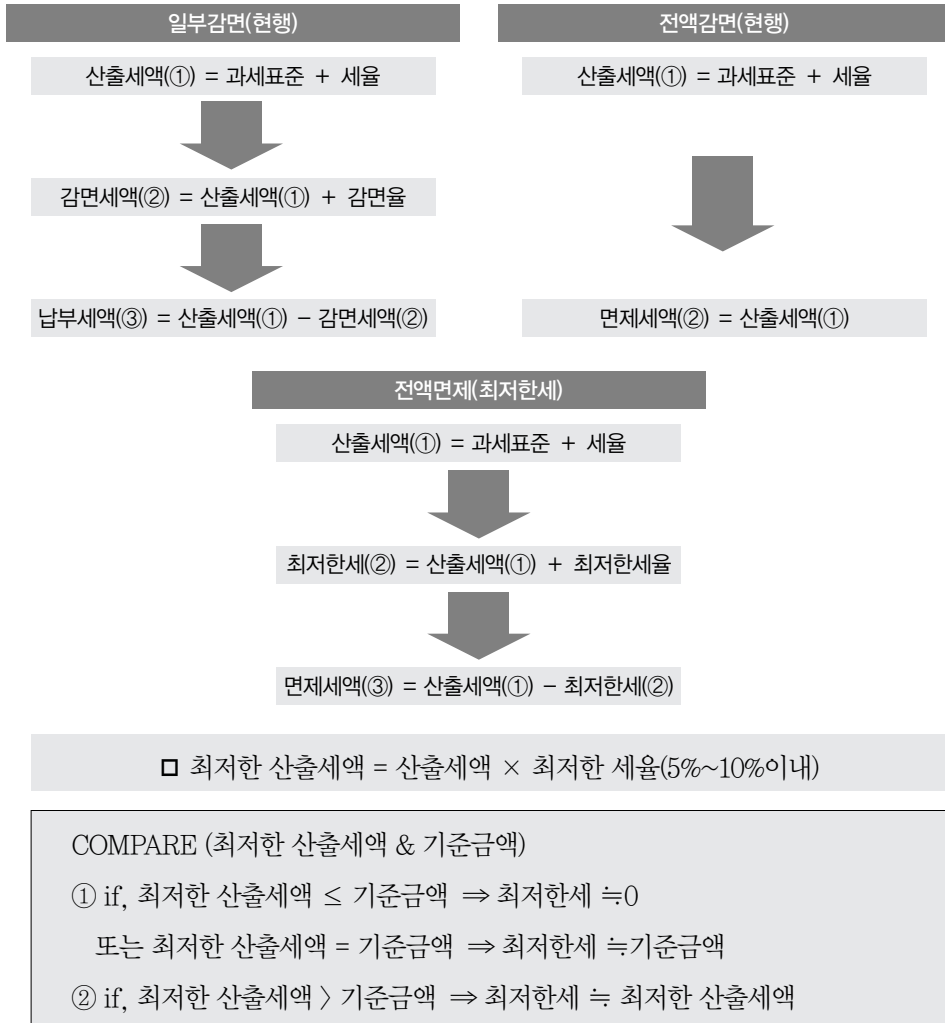 일부감면(현행)
산출세액(①) = 과세표준 + 세율
감면세액(②) = 산출세액(①) + 감면율
납부세액(③) = 산출세액(①) − 감면세액(②)
전액감면(현행)
산출세액(①) = 과세표준 + 세율
면제세액(②) = 산출세액(①)
전액면제(최저한세)
산출세액(①) = 과세표준 + 세율
최저한세(②) = 산출세액(①) + 최저한세율
면제세액(③) = 산출세액(①) − 최저한세(②)
□ 최저한 산출세액 = 산출세액 × 최저한 세율(5%~10%이내)
COMPARE (최저한 산출세액 & 기준금액)
① if, 최저한 산출세액 ≤ 기준금액 ⇒ 최저한세 ≒0
또는 최저한 산출세액 = 기준금액 ⇒ 최저한세 ≒기준금액
② if, 최저한 산출세액 〉 기준금액 ⇒ 최저한세 ≒ 최저한 산출세액